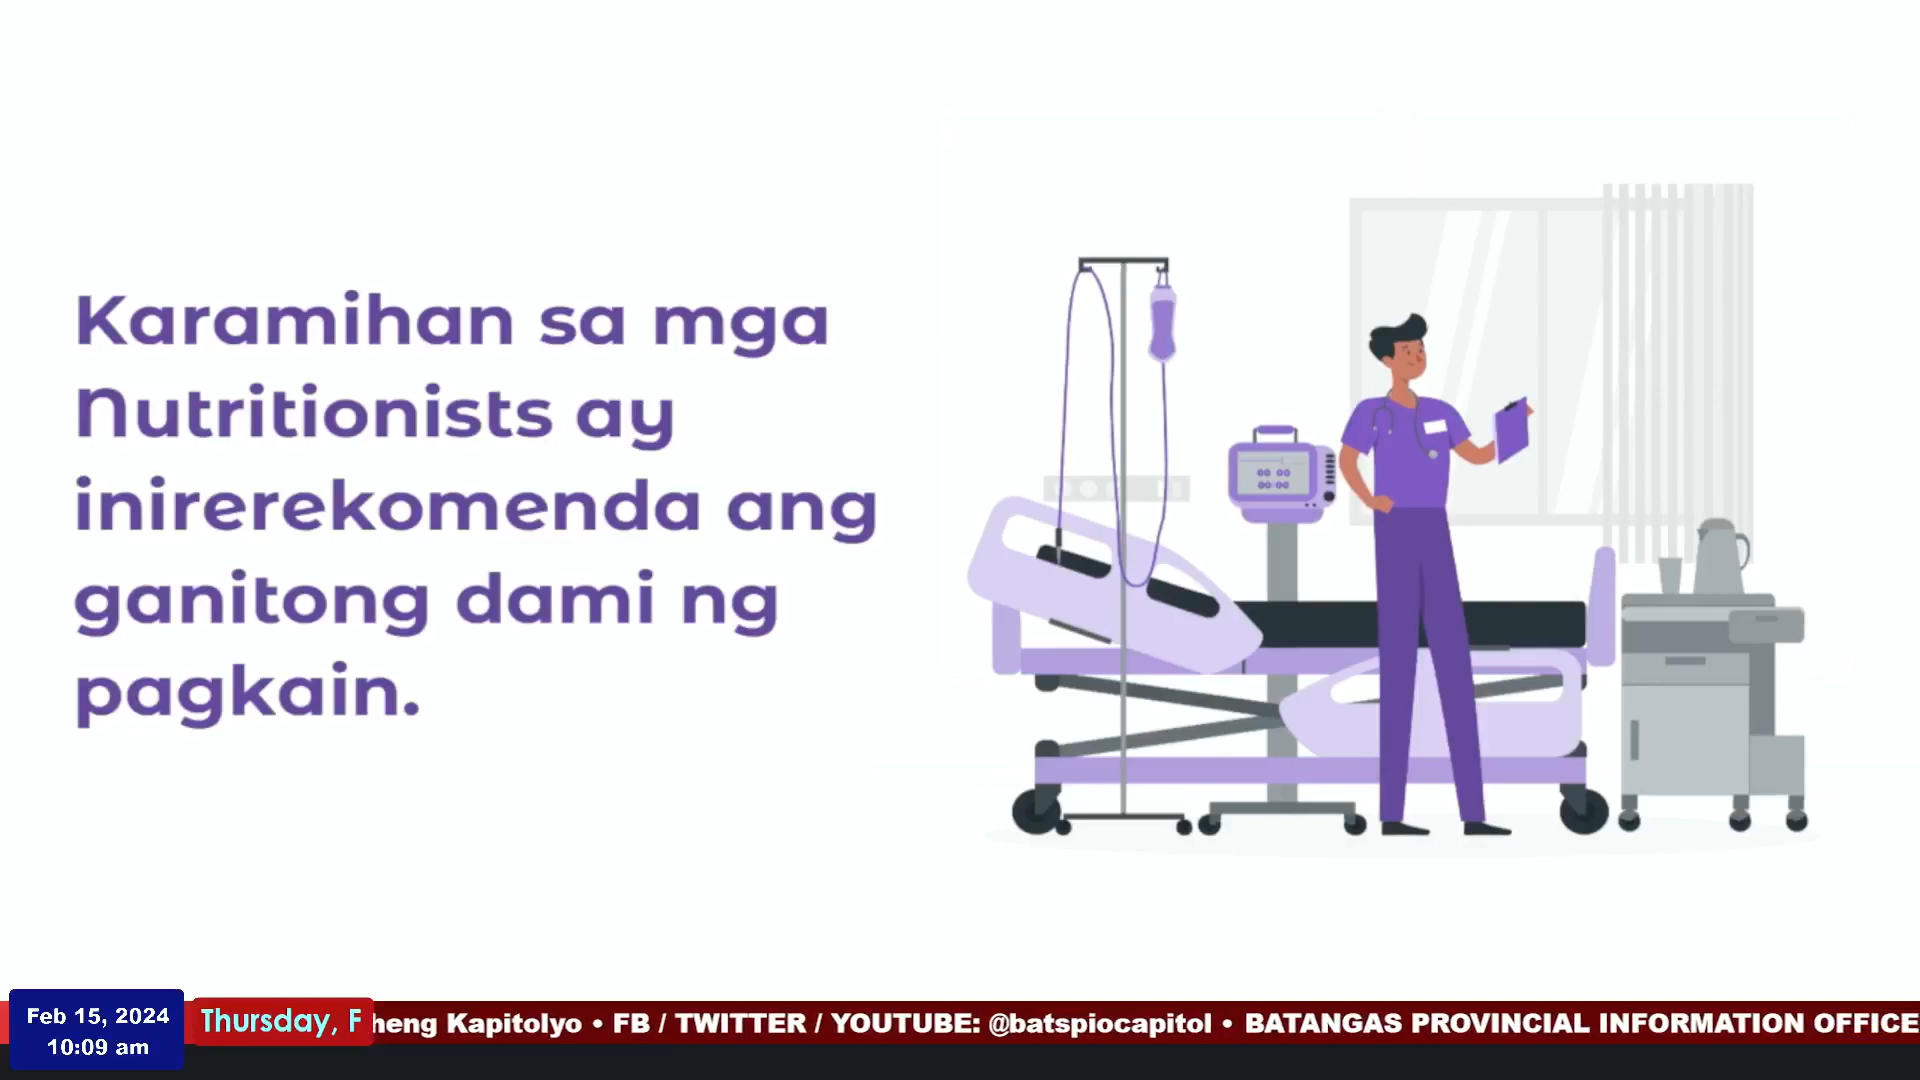 Karamihan sa mga
Nutritionists ay
inirerekomenda ang
ganitong dami ng
pagkain.
Feb 15, 2024
10:09 am
Thursday, F
heng Kapitolyo • FB / TWITTER / YOUTUBE: @batspiocapitol • BATANGAS PROVINCIAL INFORMATION OFFICE